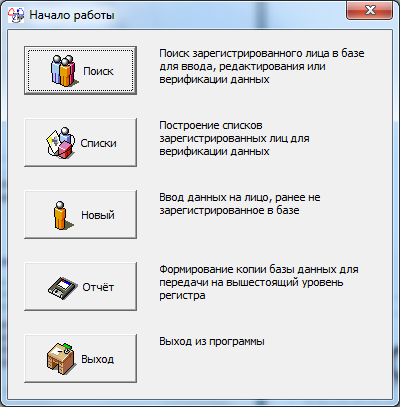 Начало работы
Поиск
Поиск зарегистрированного лица в базе
для ввода, редактирования или
верификации данных
Списки
Построение списков
зарегистрированных лиц для
верификации данных
Новый
Ввод данных на лицо, ранее не
зарегистрированное в базе
Отчёт
Формирование копии базы данных для
передачи на вышестоящий уровень
регистра
Выход
Выход из программы